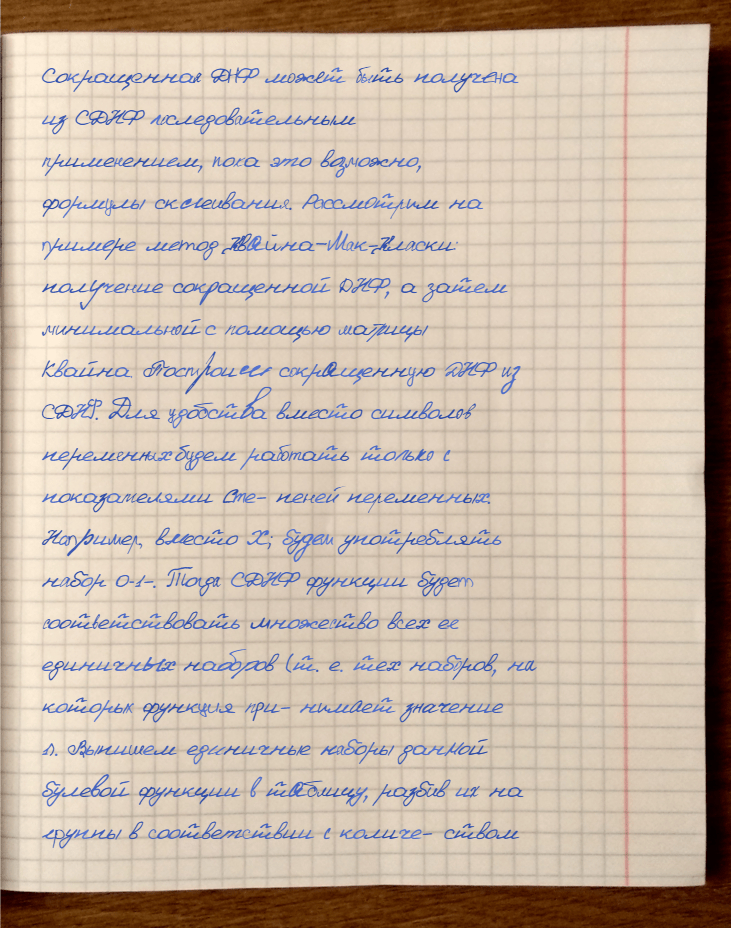 Сокращенная ДНФ может быть получена
из СДНФ последовательным
применением, пока это возможно,
формулы склеивания. Рассмотрим на
примере метод Квайна-Мак-Класки:
получение сокращенной ДНФ, а затем
минимальной с помощью матрицы
Квайна. Построим сокращенную ДНФ из
СДНФ. Для удобства вместо символов
переменных будем работать только с
показателями сте- пеней переменных.
Например, вместо X; будем употреблять
набор 0-1-. Тогда СДНФ функции будет
соответствовать множество всех ее
единичных наборов (т. е. тех наборов, на
которых функция при- нимает значение
1). Выпишем единичные наборы данной
булевой функции в таблицу, разбив их на
группы в соответствии с количе- ством